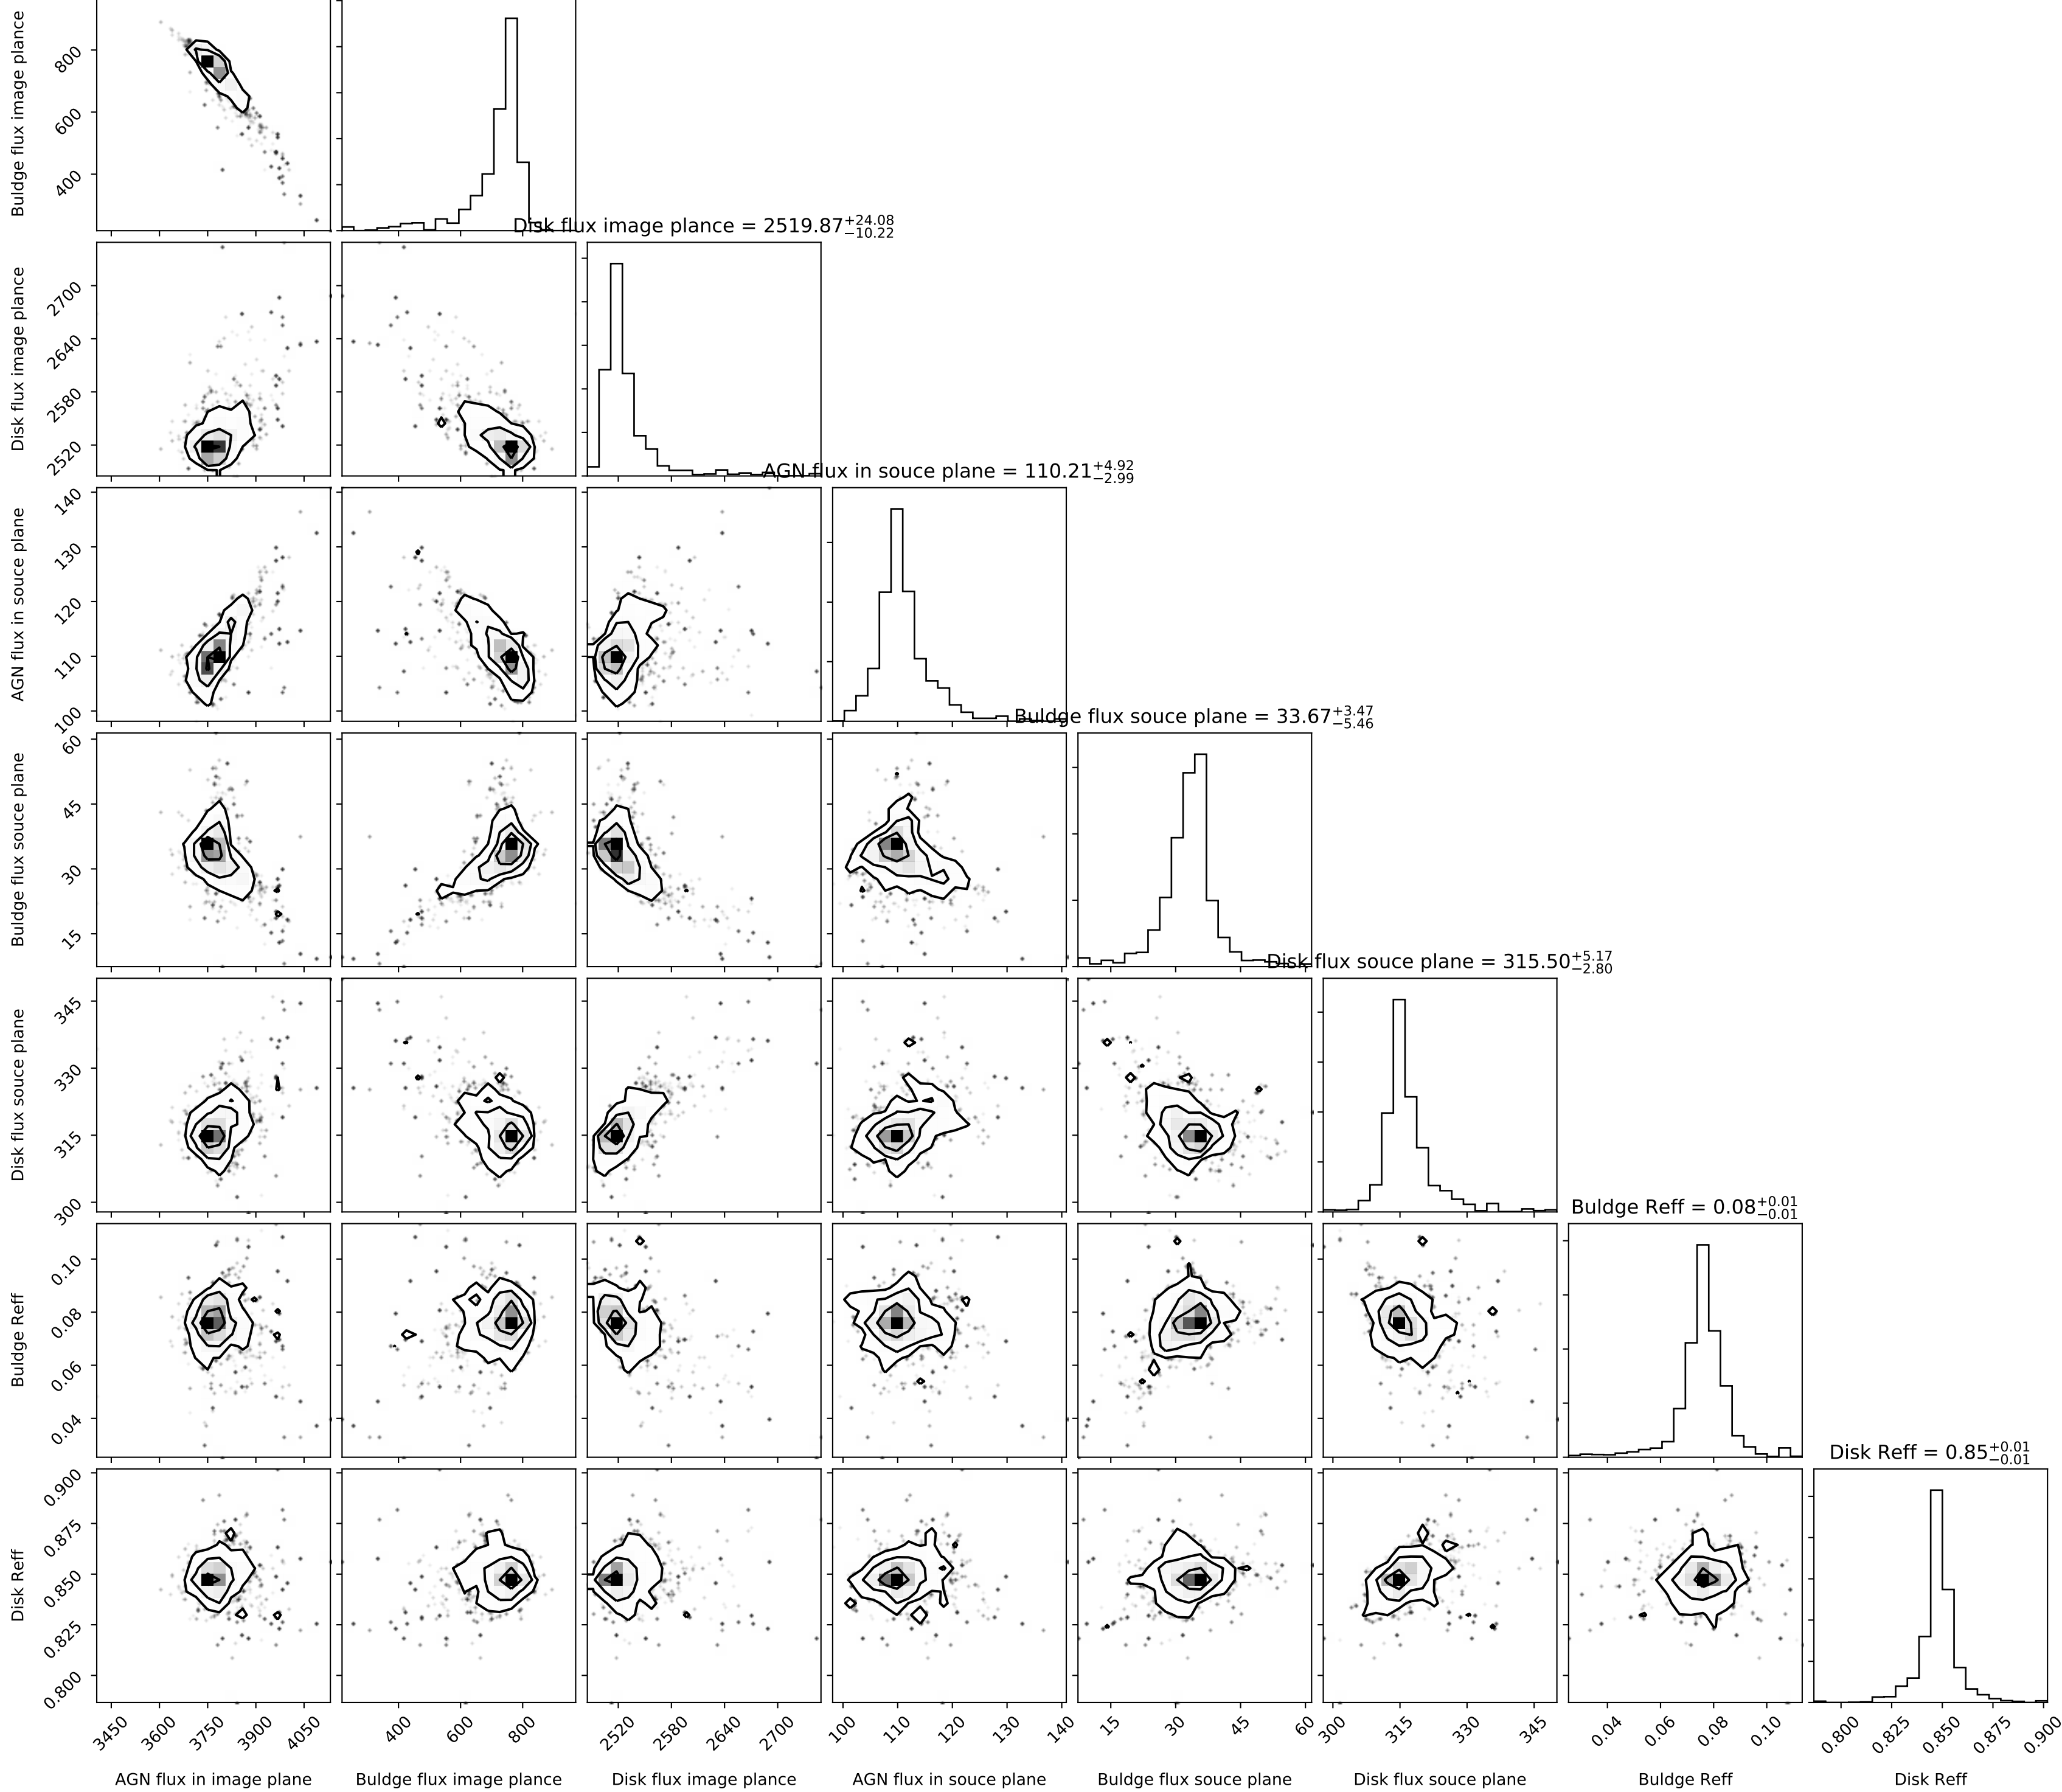 Buldge flux image plance
800
600
400
Disk flux image plance = 2519.87+24.08 −10.22
Disk flux image plance
2700
2640
2580
2520
AGN flux in souce plane = 110.21+4.92 −2.99
AGN flux in souce plane
140
130
120
110
100
Buldge flux souce plane = 33.67+3.47 −5.46
Buldge flux souce plane
60
45
30
15
Disk flux souce plane = 315.50+5.17 −2.80
Disk flux souce plane
345
330
315
300
Buldge Reff = 0.08+0.01 −0.01
Buldge Reff
0.10
0.08
0.06
0.04
Disk Reff = 0.85+0.01 −0.01
Disk Reff
0.900
0.875
0.850
0.825
0.800
3450 3600 3750 3900 4050 400 600 800 2520 2580 2640 2700 100 110 120 130 140 15 30 45 60 300 315 330 345 0.04 0.06 0.08 0.10 0.800 0.825 0.850 0.875 0.900
AGN flux in image plane Buldge flux image plance Disk flux image plance AGN flux in souce plane Buldge flux souce plane Disk flux souce plane Buldge Reff Disk Reff